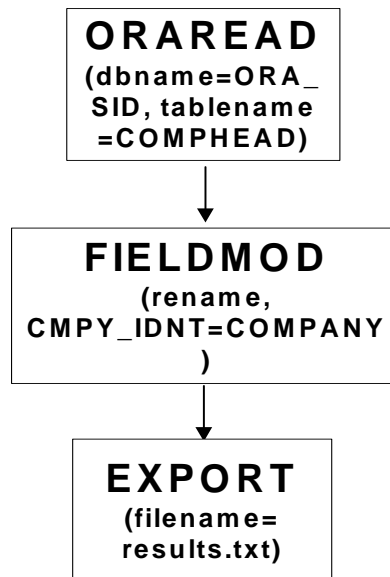 ORAREAD
(dbname=ORA_
SID, tablename
=COMPHEAD)
FIELDMOD
(rename,
CMPY_IDNT=COMPANY
)
EXPORT
(filename=
results.txt)